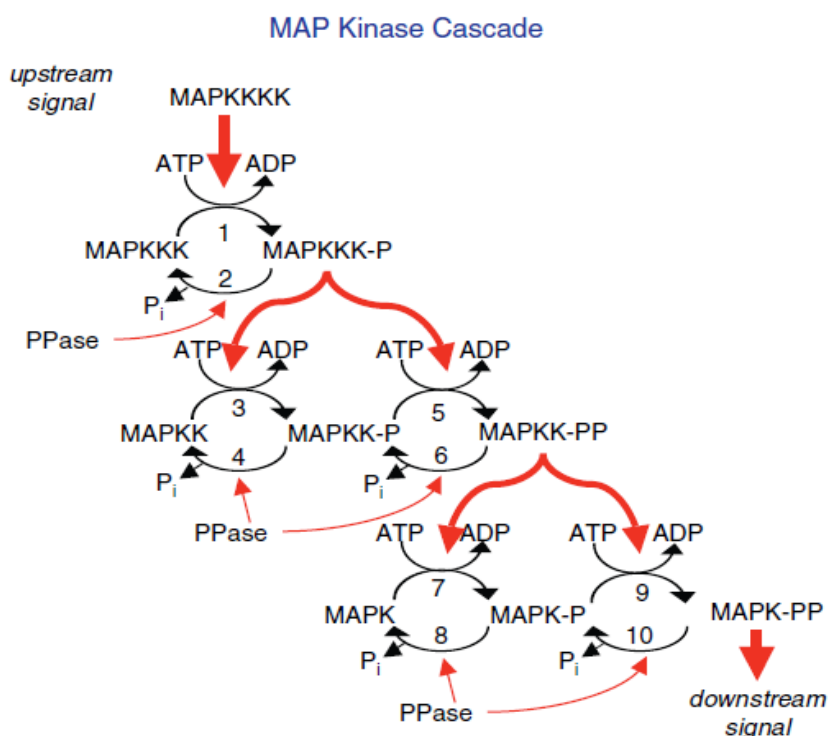 MAP Kinase Cascade
upstream
signal
MAPKKKK
ATP ADP
1
MAPKKK MAPKKK-P
2
Pi
PPase
ATP ADP ATP ADP
3 5
MAPKK MAPKK-P MAPKK-PP
4 6
Pi Pi
PPase
ATP ADP ATP ADP
7 9
MAPK MAPK-P MAPK-PP
8 10
Pi Pi
PPase
downstream
signal